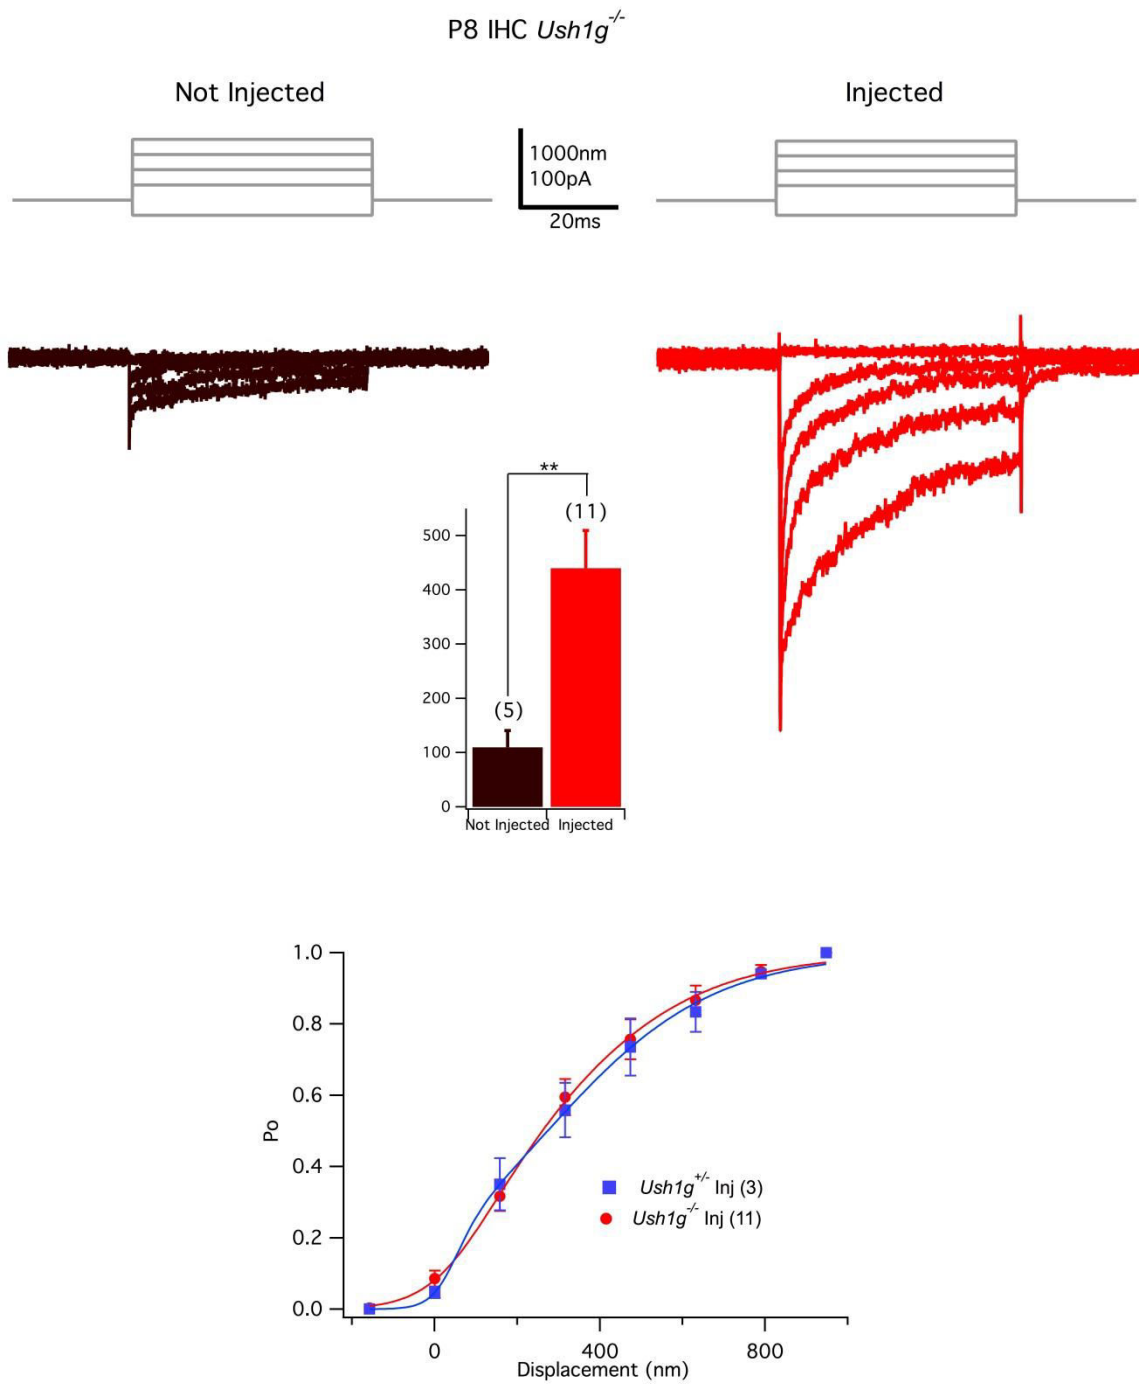 P8 IHC Ush1g-/-
Not Injected
Injected
1000nm
100pA
20ms
**
(11)
(5)
500
400
300
200
100
0
Not Injected
Injected
1.0
0.8
0.6
0.4
0.2
0.0
Po
Ush1g+/- Inj (3)
Ush1g-/- Inj (11)
0
400
800
Displacement (nm)